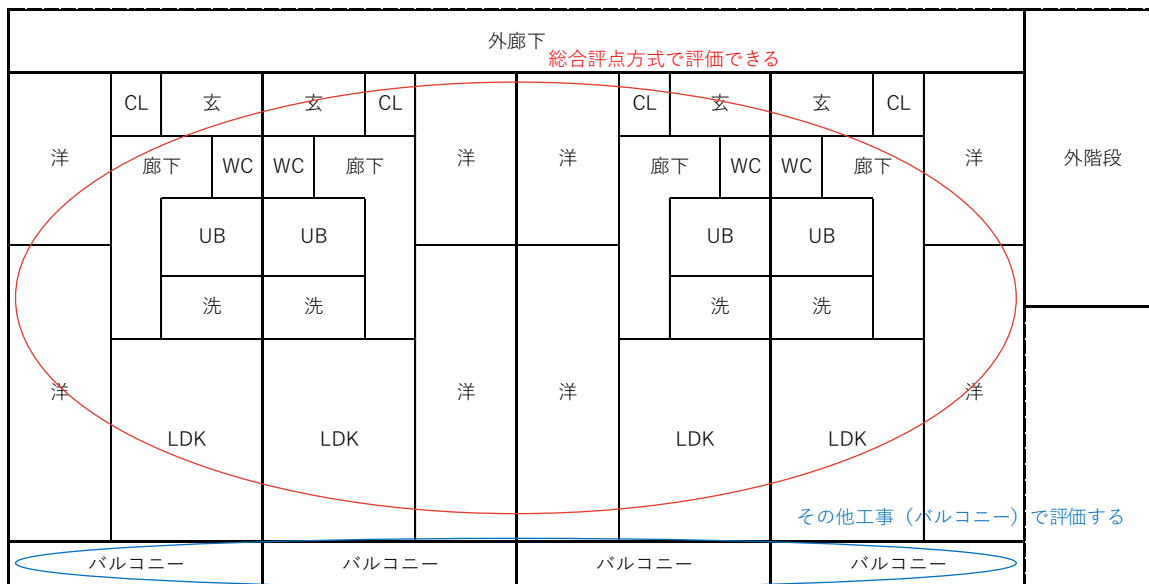 外廊下
総合評点方式で評価できる
CL 玄 玄 CL CL 玄 玄 CL
洋 廊下 WC WC 廊下 洋 洋 廊下 WC WC 廊下 洋 外階段
UB UB UB UB
洗 洗 洗 洗
洋 洋 洋 洋
LDK LDK LDK LDK
その他工事（バルコニー）で評価する
バルコニー バルコニー バルコニー バルコニー